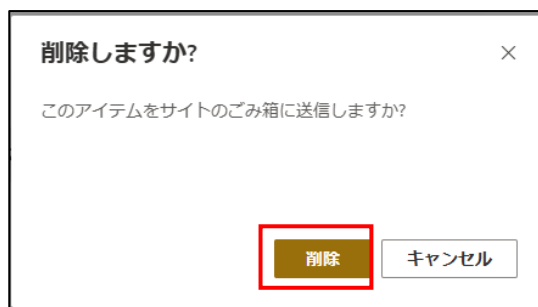 削除しますか?
このアイテムをサイトのごみ箱に送信しますか?
削除 キャンセル